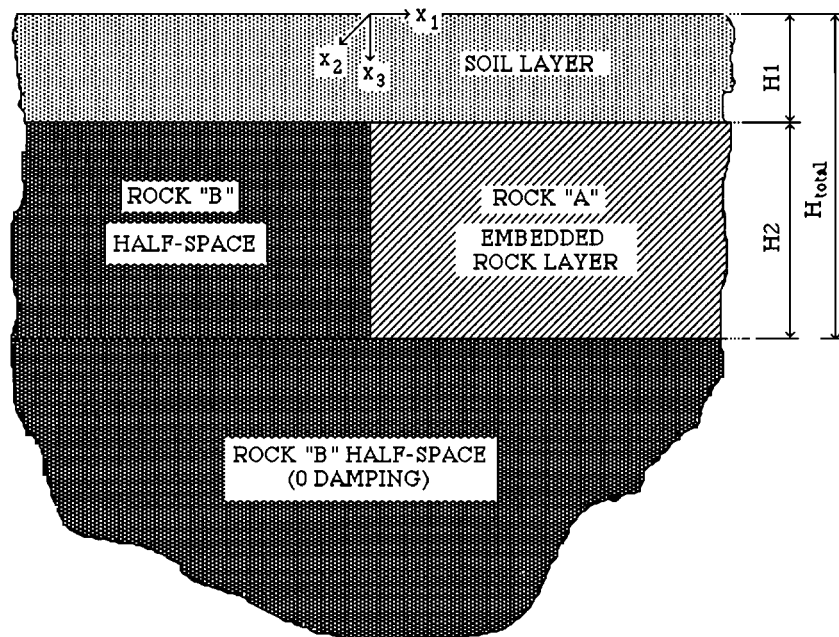 x1
x2
x3
SOIL LAYER
H1
ROCK "B"
HALF-SPACE
ROCK "A"
EMBEDDED
ROCK LAYER
H2
Htotal
ROCK "B" HALF-SPACE
(0 DAMPING)